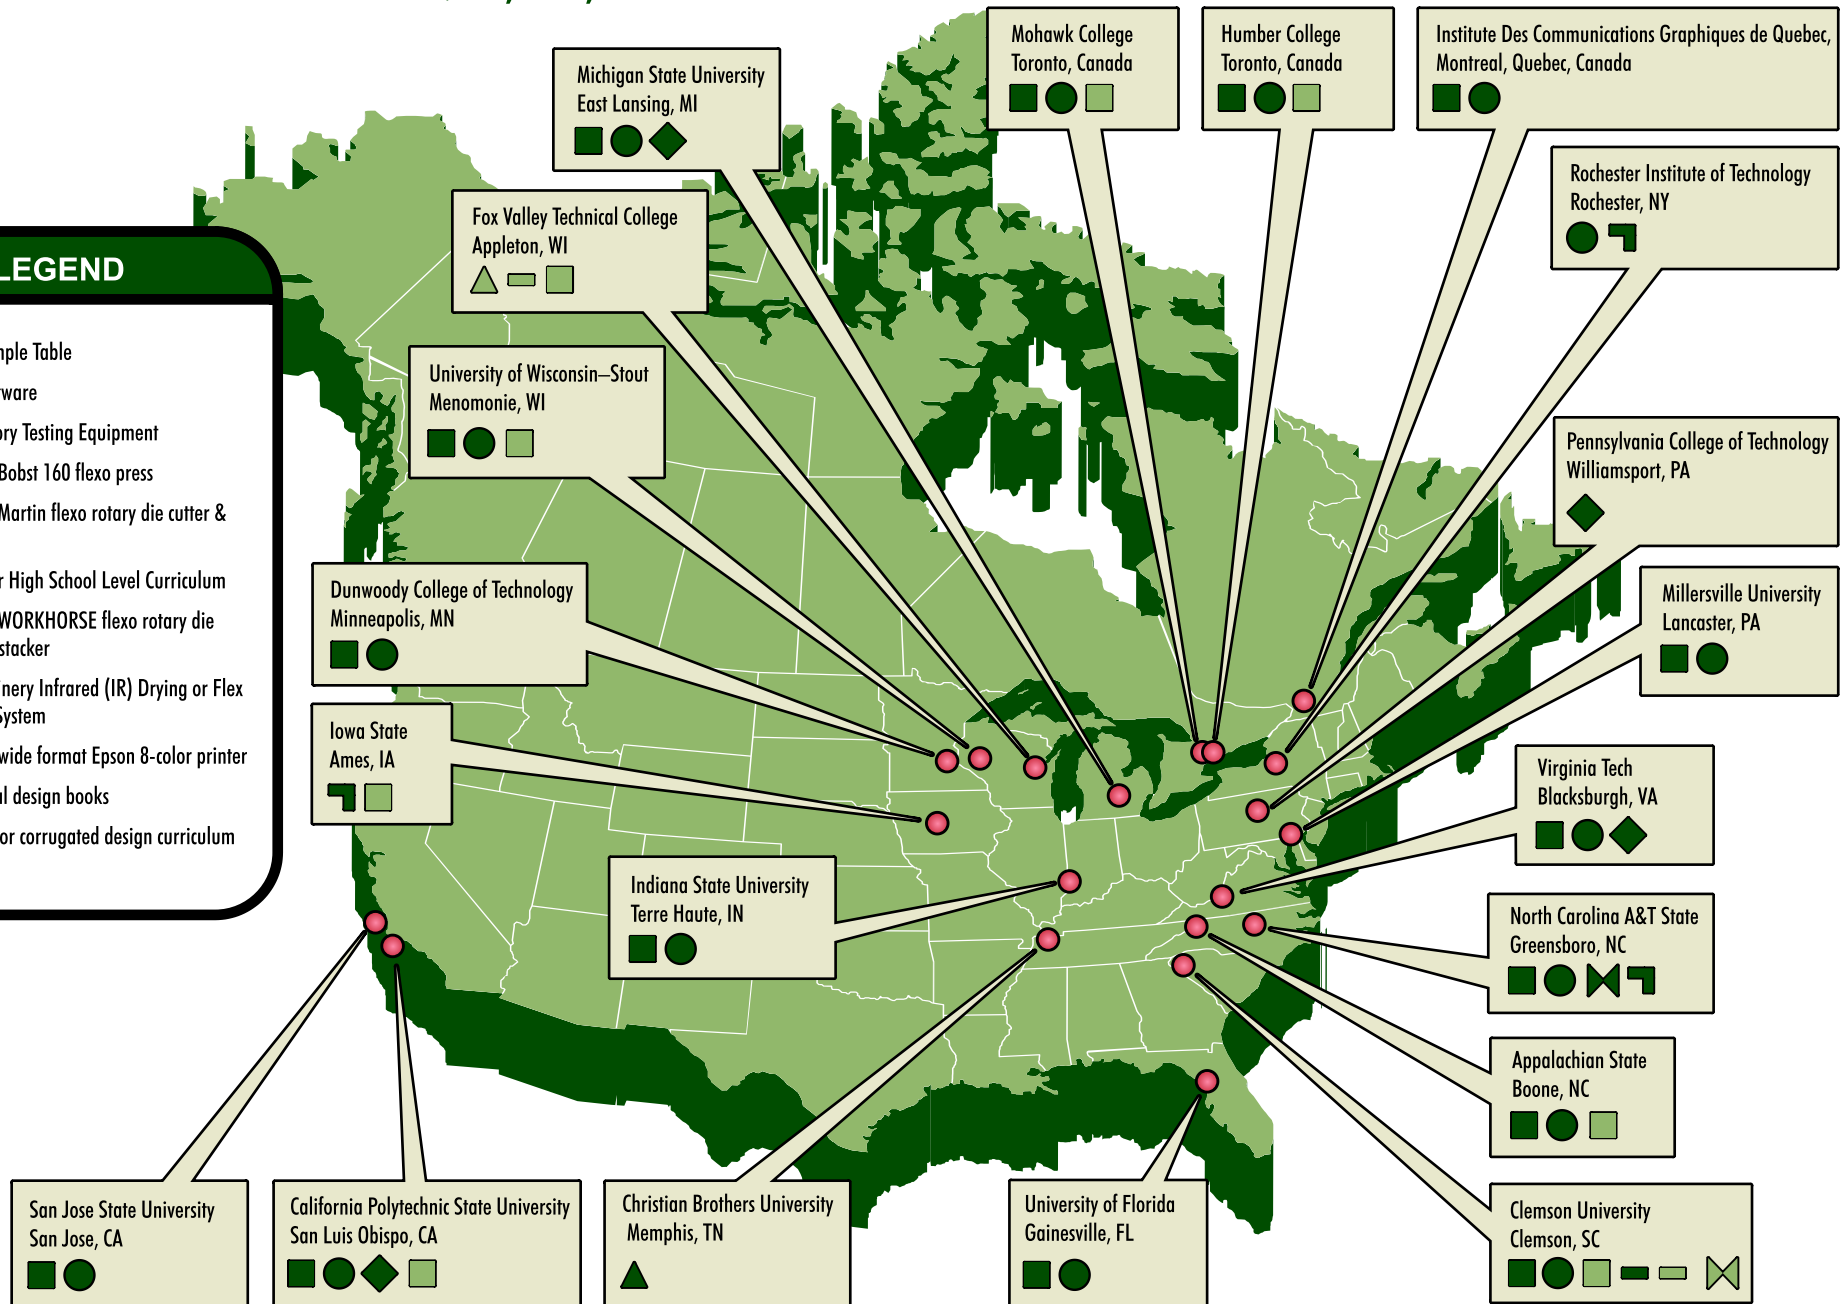 Mohawk College
Toronto, Canada
Humber College
Toronto, Canada
Institute Des Communications Graphiques de Quebec,
Montreal, Quebec, Canada
Michigan State University
East Lansing, MI
Rochester Institute of Technology
Rochester, NY
Fox Valley Technical College
Appleton, WI
University of Wisconsin–Stout
Menomonie, WI
Pennsylvania College of Technology
Williamsport, PA
Dunwoody College of Technology
Minneapolis, MN
Millersville University
Lancaster, PA
Iowa State
Ames, IA
Virginia Tech
Blacksburgh, VA
Indiana State University
Terre Haute, IN
North Carolina A&T State
Greensboro, NC
Appalachian State
Boone, NC
San Jose State University
San Jose, CA
California Polytechnic State University
San Luis Obispo, CA
Christian Brothers University
Memphis, TN
University of Florida
Gainesville, FL
Clemson University
Clemson, SC
LEGEND
Table
Testing Equipment
Bobst 160 flexo press
Martin flexo rotary die cutter &
High School Level Curriculum
WORKHORSE flexo rotary die
stacker
Infrared (IR) Drying or Flex
System
wide format Epson 8-color printer
design books
or corrugated design curriculum